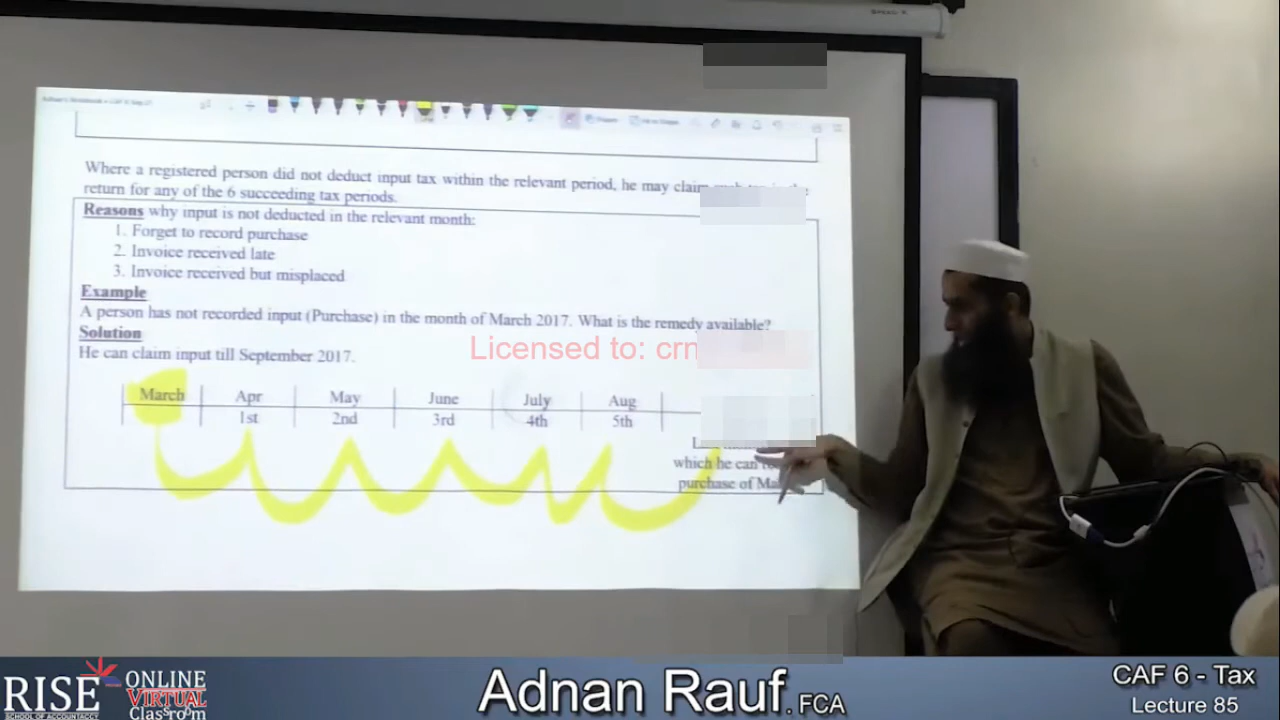 Where a registered person did not deduct input tax within the relevant period, he may claim
return for any of the 6 succeeding tax periods.
Reasons why input is not deducted in the relevant month:
1. Forget to record purchase
2. Invoice received late
3. Invoice received but misplaced
Example
A person has not recorded input (Purchase) in the month of March 2017. What is the remedy available?
Solution
He can claim input till September 2017.
Licensed to:
March Apr May June July Aug
1st 2nd 3rd 4th 5th
which he can
purchase of
RISE ONLINE VIRTUAL Classroom
SCHOOL OF ACCOUNTANCY
Adnan Rauf. FCA
CAF 6 - Tax
Lecture 85